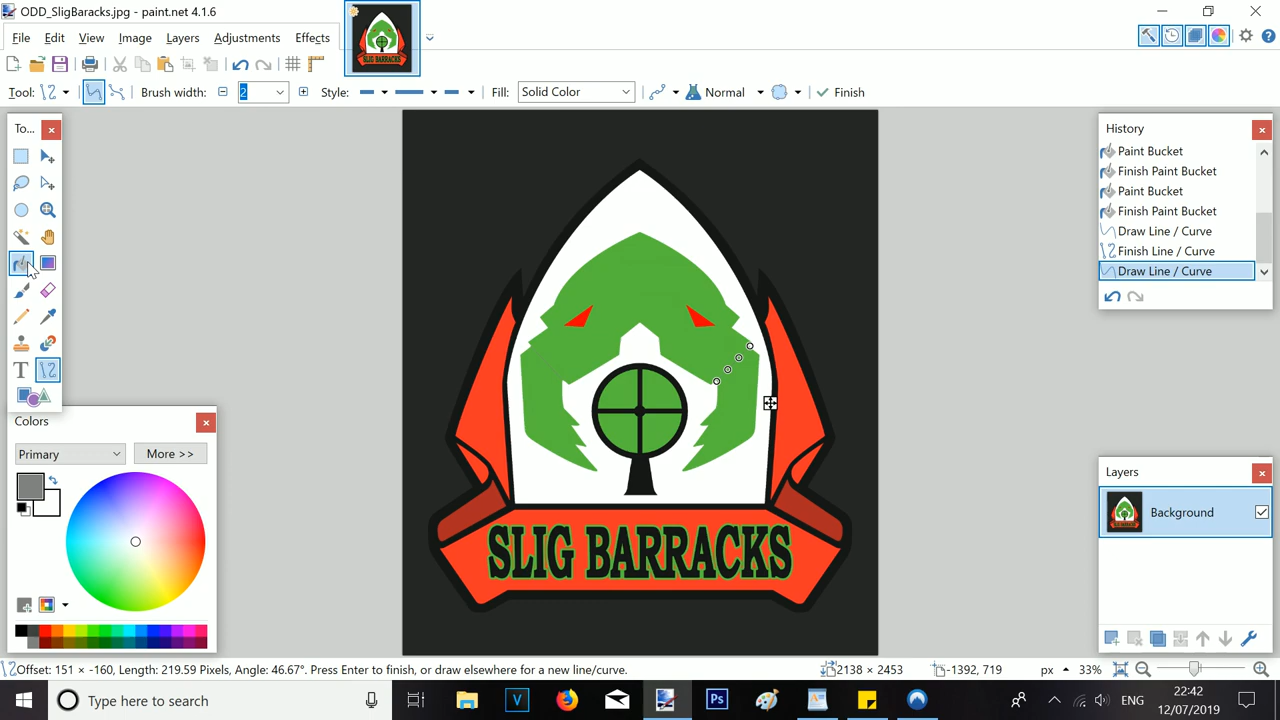 ODD_SligBaracks.jpg - paint.net 4.1.6
File Edit View Image Layers Adjustments Effects
Tool: Brush width: 2 Style: Fill: Solid Color Normal Finish
To...
History
Paint Bucket
Finish Paint Bucket
Paint Bucket
Finish Paint Bucket
Draw Line / Curve
Finish Line / Curve
Draw Line / Curve
T
SLIG BARRACKS
Colors
Primary
More >>
Layers
Background
Offset: 151 × -160, Length: 219.59 Pixels, Angle: 46.67°. Press Enter to finish, or draw elsewhere for a new line/curve.
2138 × 2453
-1392, 719
px
33%
Type here to search
V
Ps
ENG
22:42
12/07/2019